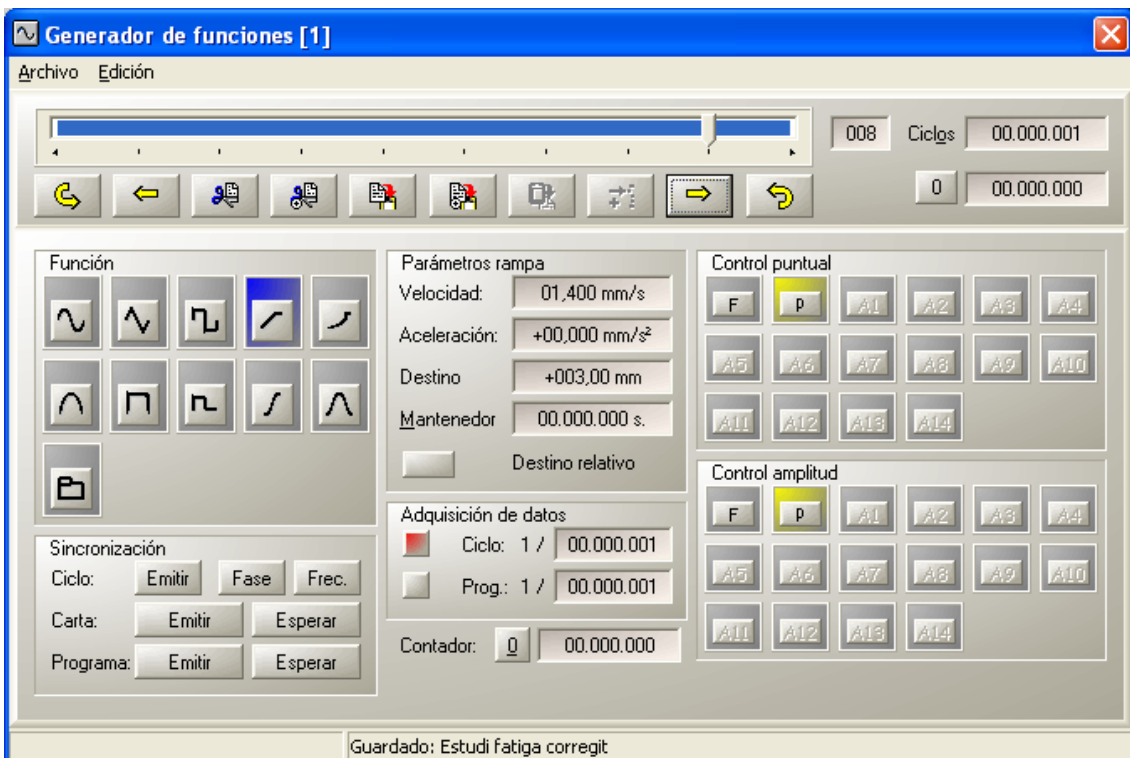 Generador de funciones [1]
Archivo Edición
008 Ciclos 00.000.001
0 00.000.000
Función
Parámetros rampa
Velocidad: 01,400 mm/s
Aceleración: +00,000 mm/s²
Destino +003,00 mm
Mantenedor 00.000.000 s.
Destino relativo
Control puntual
F P A1 A2 A3 A4
A5 A6 A7 A8 A9 A10
A11 A12 A13 A14
Control amplitud
F P A1 A2 A3 A4
A5 A6 A7 A8 A9 A10
A11 A12 A13 A14
Sincronización
Ciclo: Emitir Fase Frec.
Carta: Emitir Esperar
Programa: Emitir Esperar
Adquisición de datos
Ciclo: 1 / 00.000.001
Prog.: 1 / 00.000.001
Contador: 0 00.000.000
Guardado: Estudi fatiga corregit